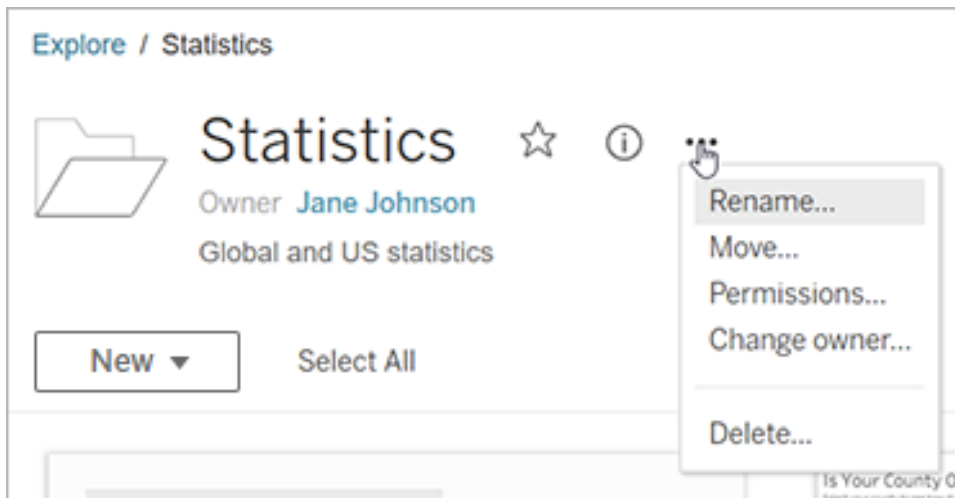 Explore / Statistics
Statistics
Owner Jane Johnson
Global and US statistics
Rename...
Move...
Permissions...
Change owner...
Delete...
New
Select All
Is Your County O